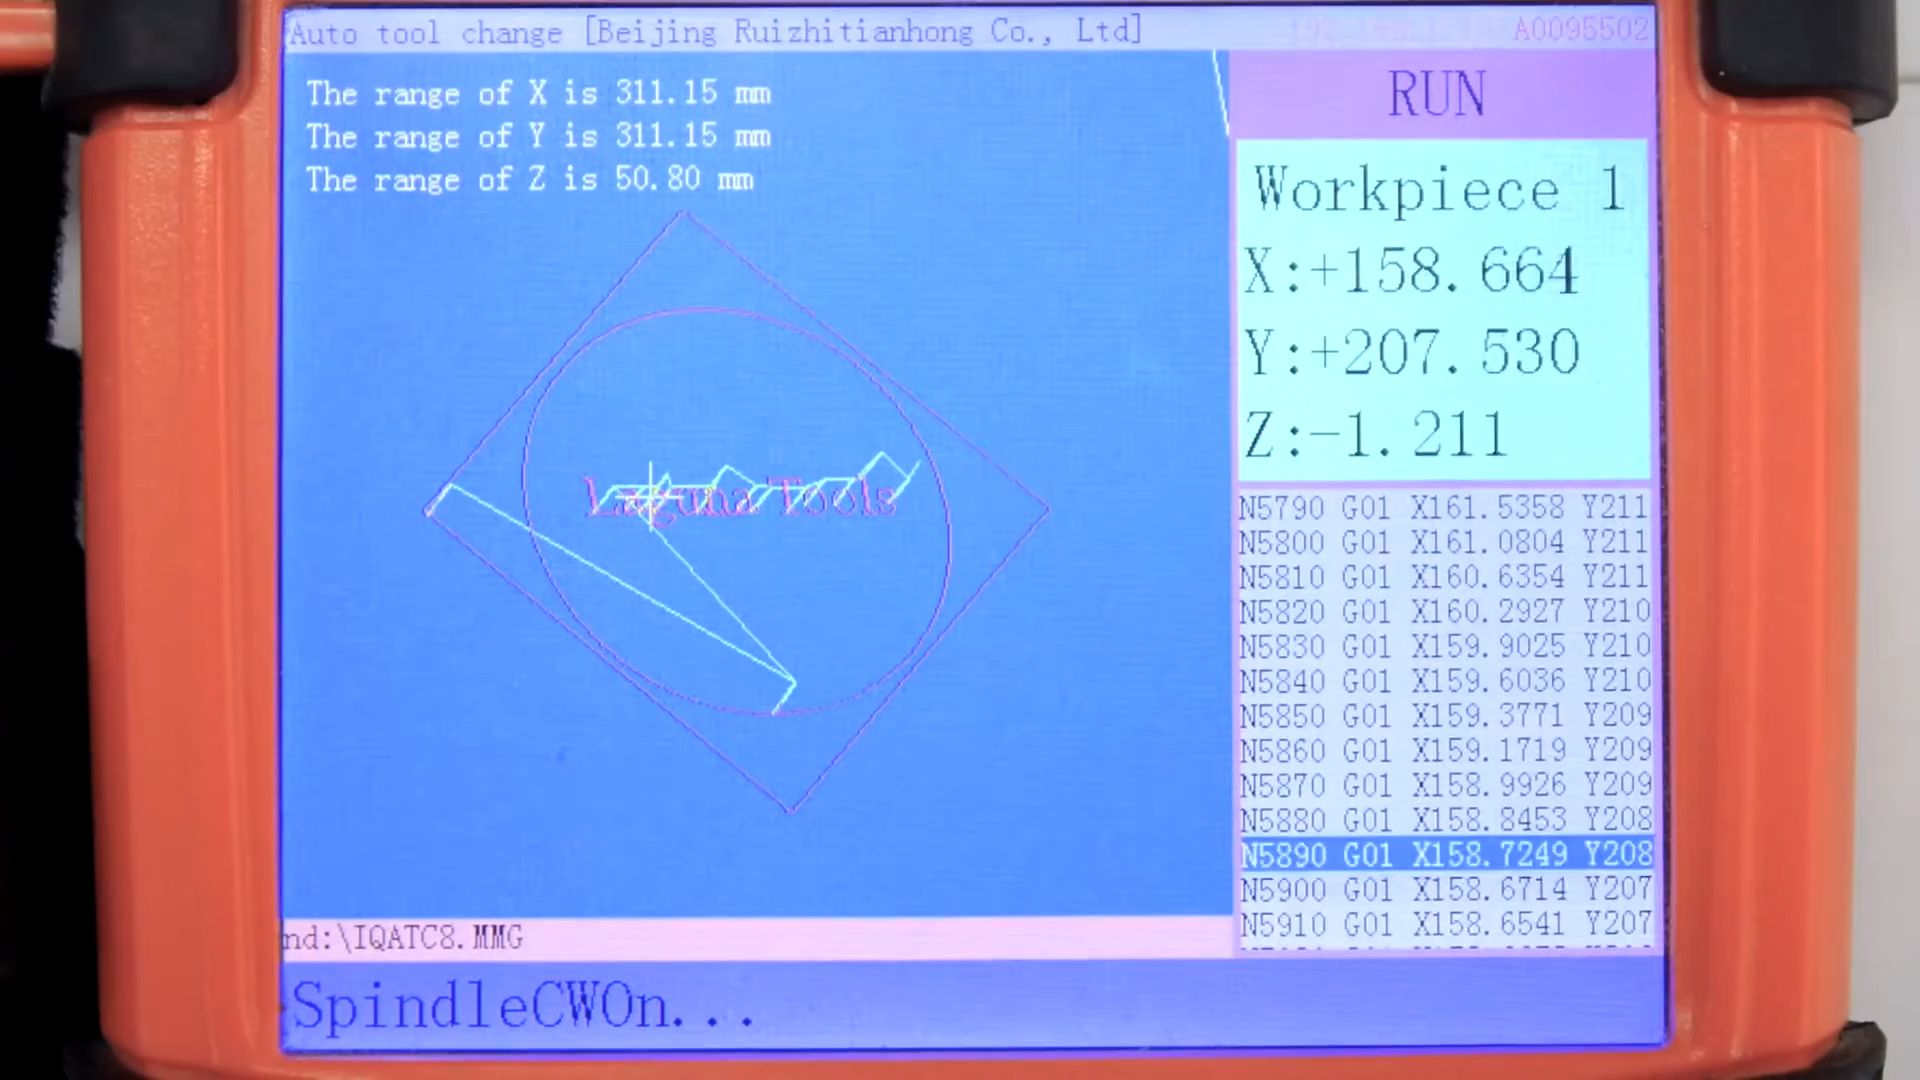 Auto tool change [Beijing Ruizhitianhong Co., Ltd]
A0095502
The range of X is 311.15 mm
The range of Y is 311.15 mm
The range of Z is 50.80 mm
Laguna Tools
RUN
Workpiece 1
X:+158.664
Y:+207.530
Z:-1.211
N5790 G01 X161.5358 Y211
N5800 G01 X161.0804 Y211
N5810 G01 X160.6354 Y211
N5820 G01 X160.2927 Y210
N5830 G01 X159.9025 Y210
N5840 G01 X159.6036 Y210
N5850 G01 X159.3771 Y209
N5860 G01 X159.1719 Y209
N5870 G01 X158.9926 Y209
N5880 G01 X158.8453 Y208
N5890 G01 X158.7249 Y208
N5900 G01 X158.6714 Y207
N5910 G01 X158.6541 Y207
nd:\IQATC8.MMG
SpindleCWOn...